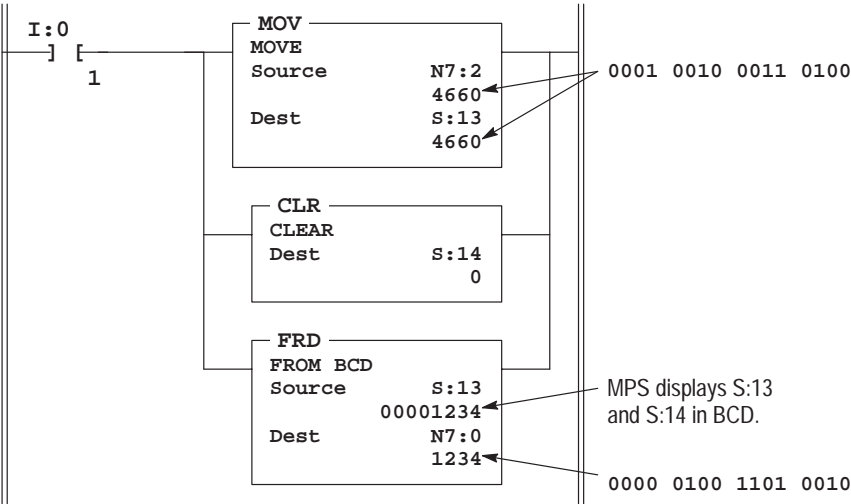 I:0
] [
1
MOV
MOVE
Source N7:2
4660
Dest S:13
4660
0001 0010 0011 0100
CLR
CLEAR
Dest S:14
0
FRD
FROM BCD
Source S:13
00001234
Dest N7:0
1234
MPS displays S:13
and S:14 in BCD.
0000 0100 1101 0010